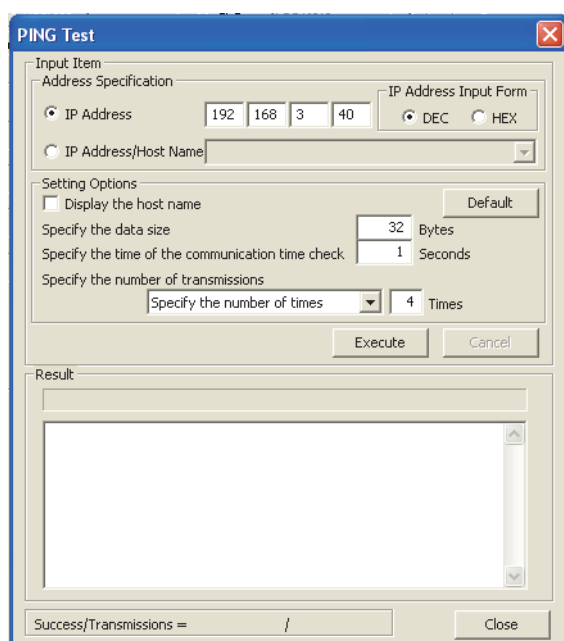 PING Test
Input Item
Address Specification
IP Address Input Form
IP Address 192 168 3 40 DEC HEX
IP Address/Host Name
Setting Options
Display the host name Default
Specify the data size 32 Bytes
Specify the time of the communication time check 1 Seconds
Specify the number of transmissions
Specify the number of times 4 Times
Execute Cancel
Result
Success/Transmissions = / Close